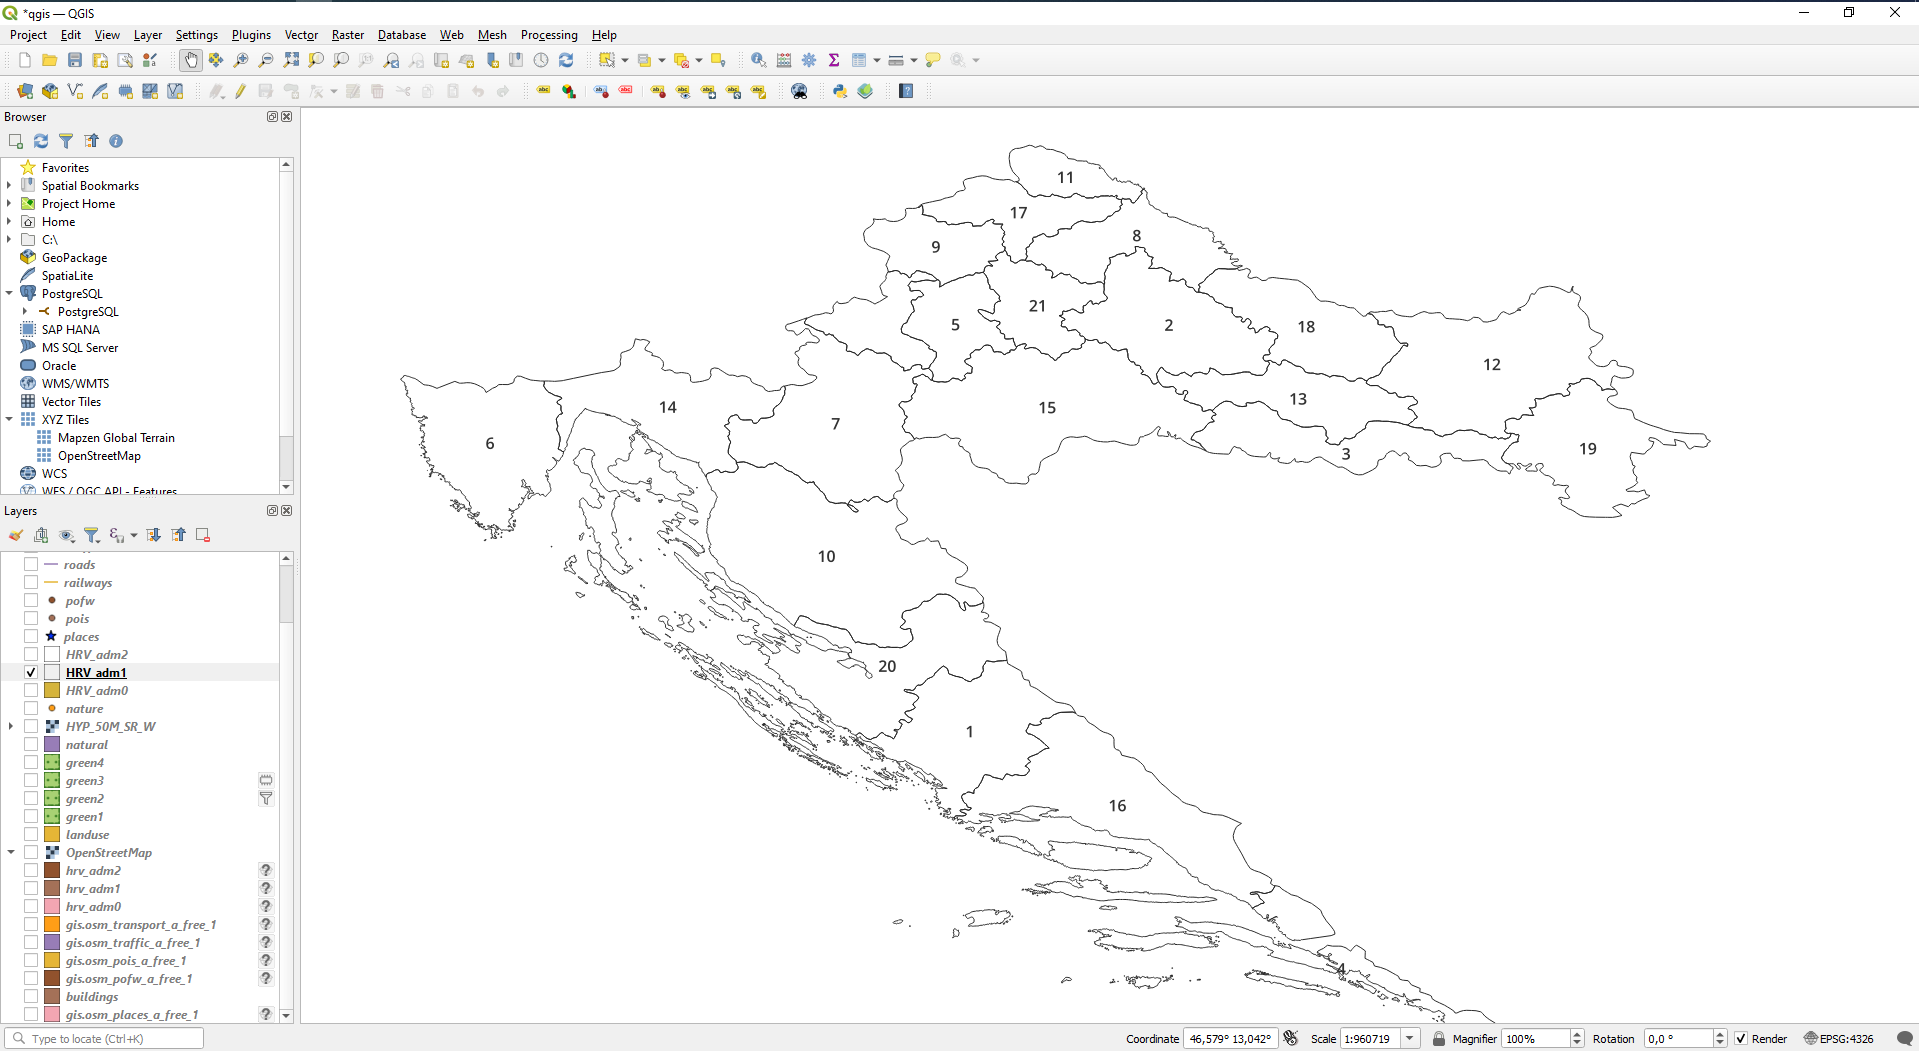 *qgis — QGIS
Project Edit View Layer Settings Plugins Vector Raster Database Web Mesh Processing Help
Browser
Favorites
Spatial Bookmarks
Project Home
Home
C:\
GeoPackage
SpatiaLite
PostgreSQL
PostgreSQL
SAP HANA
MS SQL Server
Oracle
WMS/WMTS
Vector Tiles
XYZ Tiles
Mapzen Global Terrain
OpenStreetMap
WCS
WFS / OGC API - Features
Layers
roads
railways
pofw
pois
places
HRV_adm2
HRV_adm1
HRV_adm0
nature
HYP_50M_SR_W
natural
green4
green3
green2
green1
landuse
OpenStreetMap
hrv_adm2
hrv_adm1
hrv_adm0
gis.osm_transport_a_free_1
gis.osm_traffic_a_free_1
gis.osm_pois_a_free_1
gis.osm_pofw_a_free_1
buildings
gis.osm_places_a_free_1
11
17
8
9
21
5
2
18
12
13
14
15
7
6
19
3
10
20
1
16
4
Type to locate (Ctrl+K)
Coordinate 46,579° 13,042° Scale 1:960719 Magnifier 100% Rotation 0,0 ° Render EPSG:4326